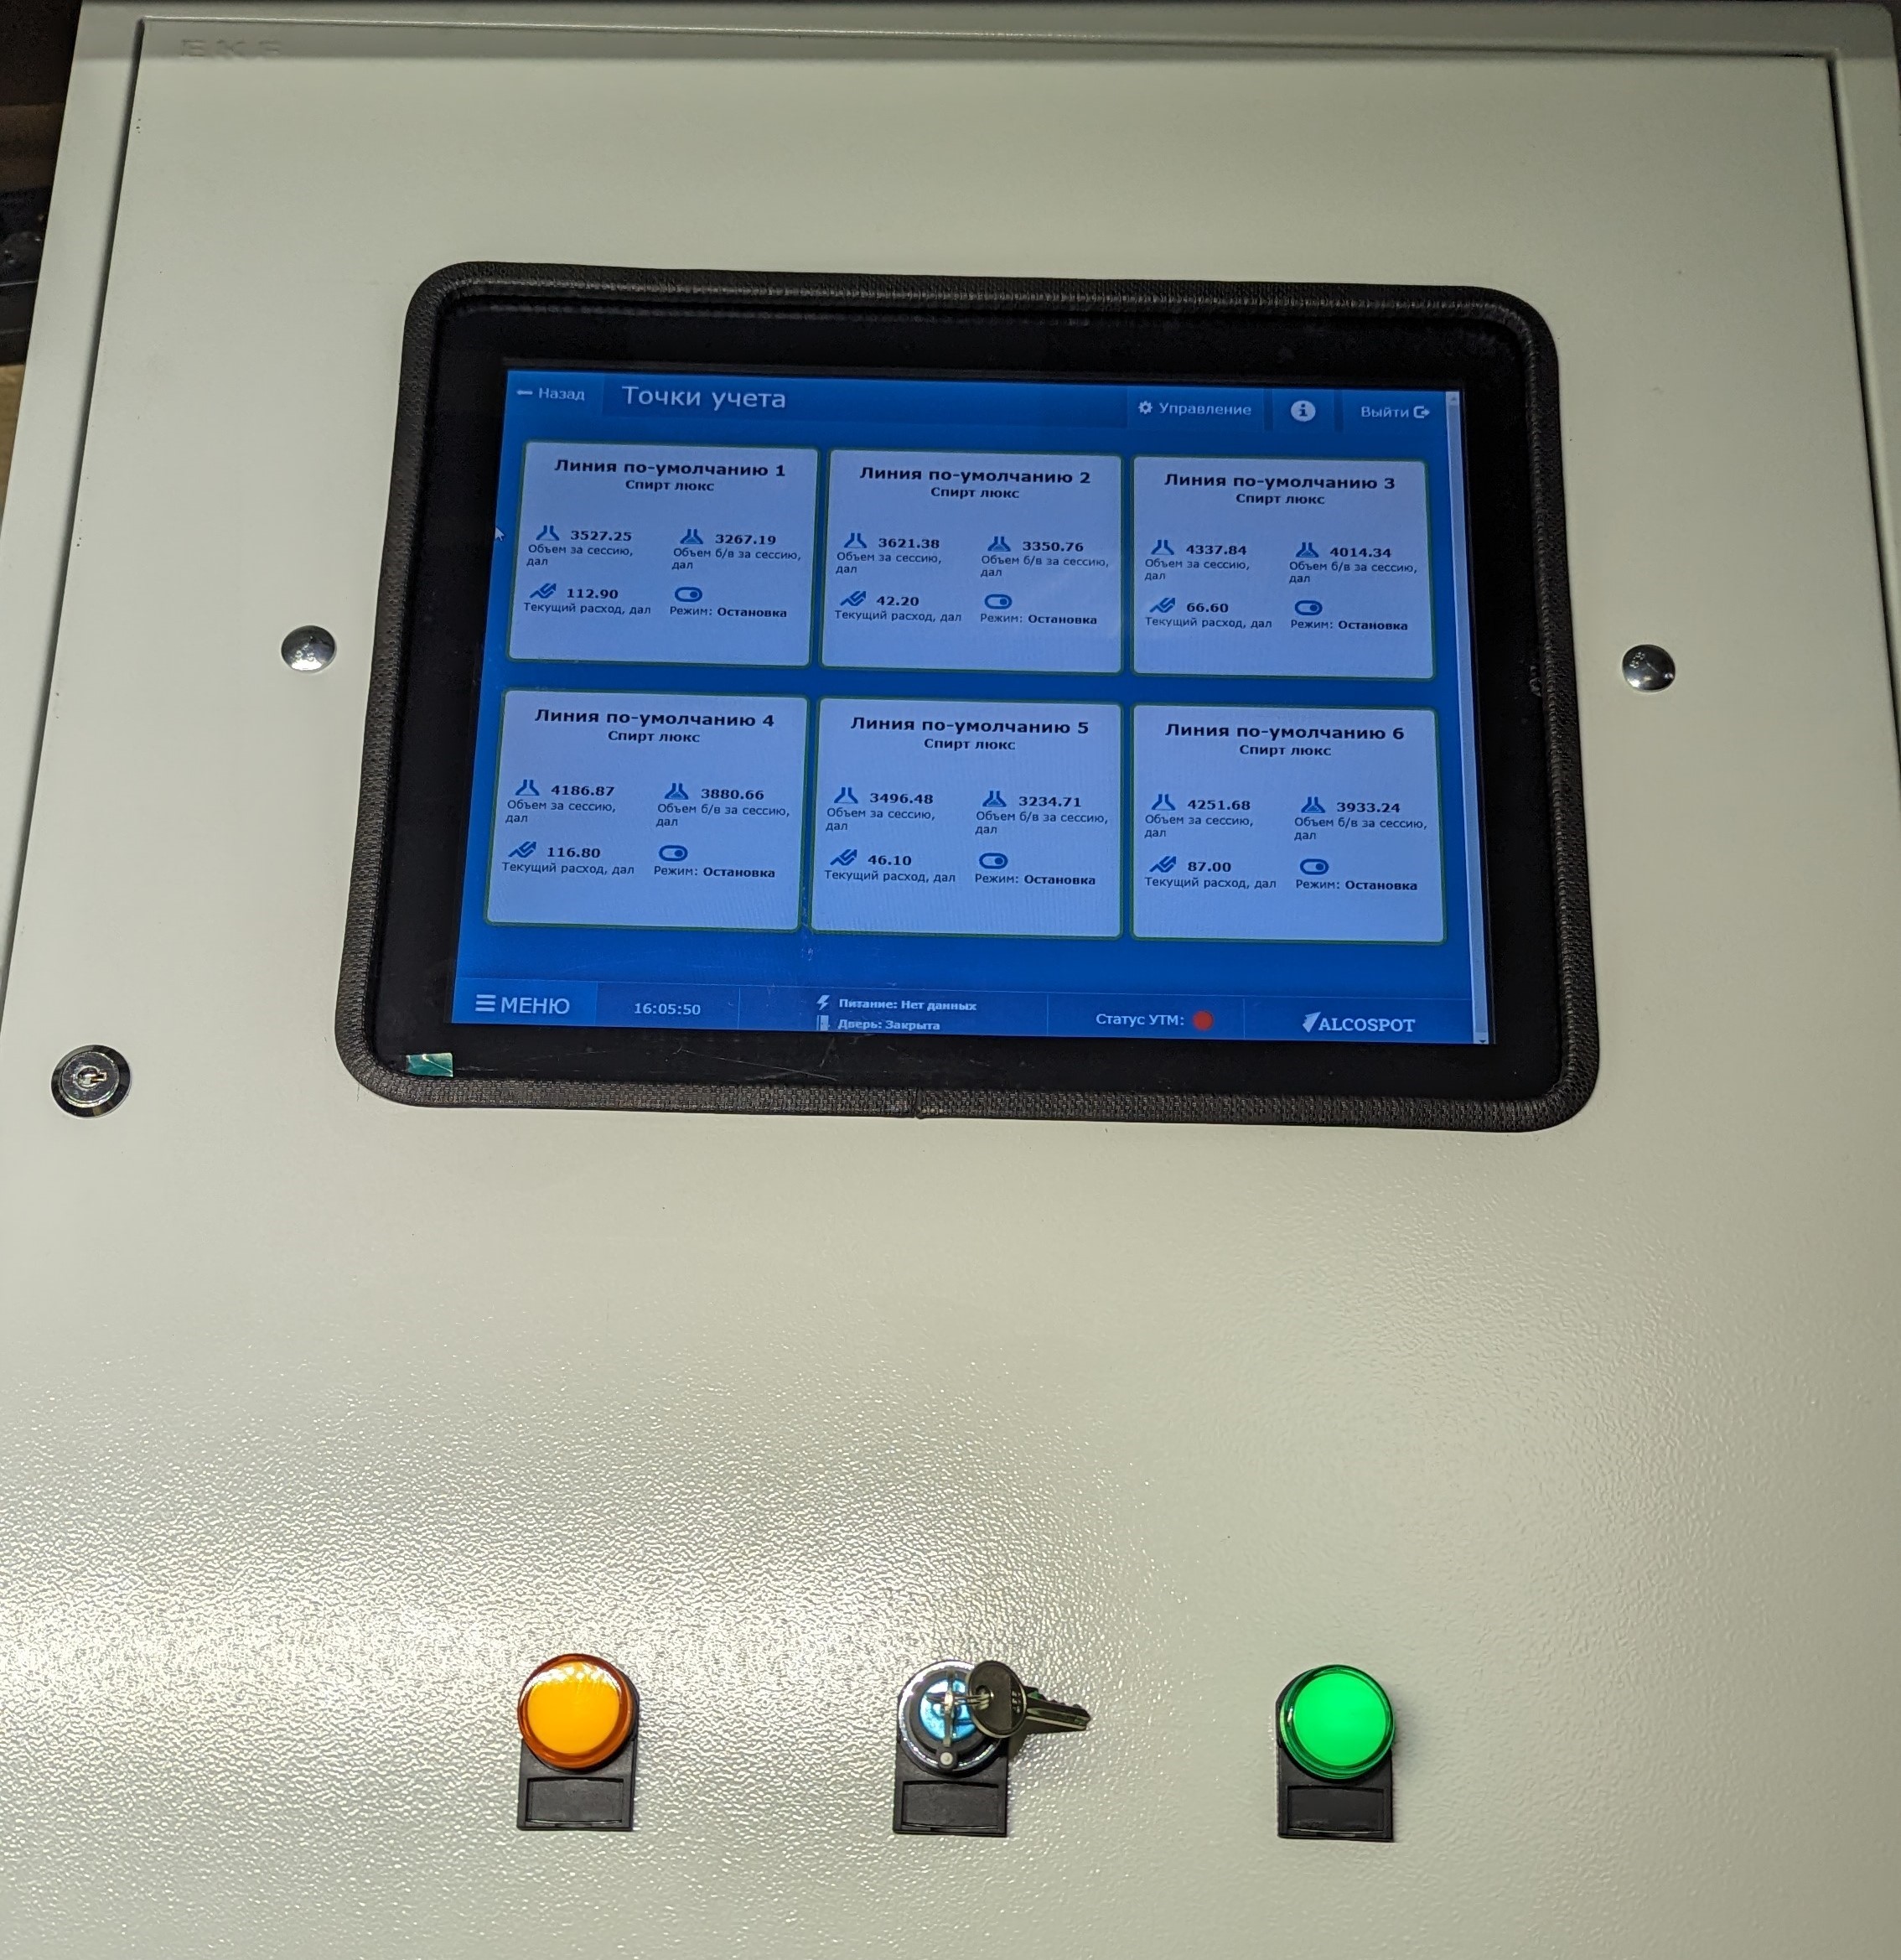 EKF
Назад
Точки учета
Управление
Выйти
Линия по-умолчанию 1
Спирт люкс
3527.25
Объем за сессию,
дал
3267.19
Объем б/в за сессию,
дал
112.90
Текущий расход, дал
Режим: Остановка
Линия по-умолчанию 2
Спирт люкс
3621.38
Объем за сессию,
дал
3350.76
Объем б/в за сессию,
дал
42.20
Текущий расход, дал
Режим: Остановка
Линия по-умолчанию 3
Спирт люкс
4337.84
Объем за сессию,
дал
4014.34
Объем б/в за сессию,
дал
66.60
Текущий расход, дал
Режим: Остановка
Линия по-умолчанию 4
Спирт люкс
4186.87
Объем за сессию,
дал
3880.66
Объем б/в за сессию,
дал
116.80
Текущий расход, дал
Режим: Остановка
Линия по-умолчанию 5
Спирт люкс
3496.48
Объем за сессию,
дал
3234.71
Объем б/в за сессию,
дал
46.10
Текущий расход, дал
Режим: Остановка
Линия по-умолчанию 6
Спирт люкс
4251.68
Объем за сессию,
дал
3933.24
Объем б/в за сессию,
дал
87.00
Текущий расход, дал
Режим: Остановка
МЕНЮ
16:05:50
Питание: Нет данных
Дверь: Закрыта
Статус УТМ:
ALCOSPOT